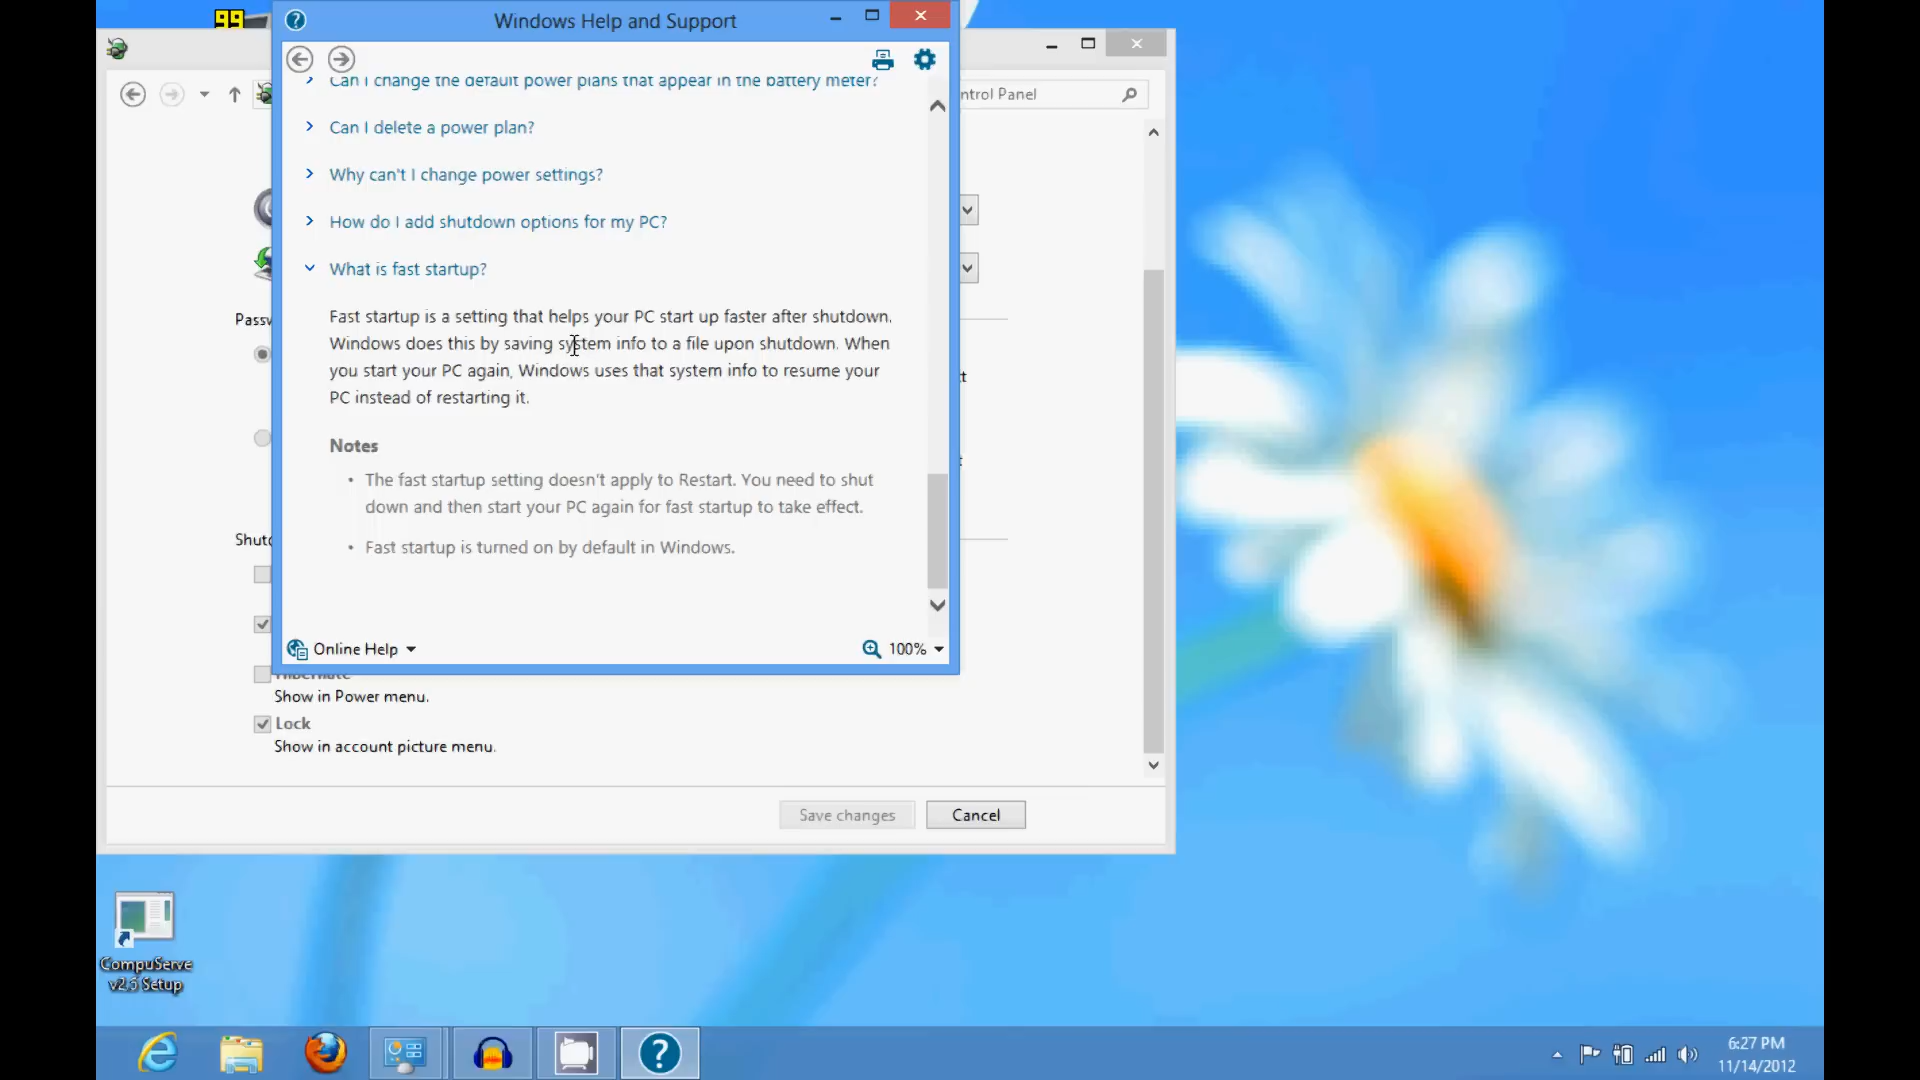 99
Windows Help and Support
ntrol Panel
Can I change the default power plans that appear in the battery meter?
Can I delete a power plan?
Why can't I change power settings?
How do I add shutdown options for my PC?
What is fast startup?
Fast startup is a setting that helps your PC start up faster after shutdown.
Windows does this by saving system info to a file upon shutdown. When
you start your PC again, Windows uses that system info to resume your
PC instead of restarting it.
Notes
• The fast startup setting doesn't apply to Restart. You need to shut
down and then start your PC again for fast startup to take effect.
• Fast startup is turned on by default in Windows.
Online Help
100%
Passw
Shutd
Hibernate
Show in Power menu.
Lock
Show in account picture menu.
Save changes
Cancel
CompuServe
v2.6 Setup
6:27 PM
11/14/2012